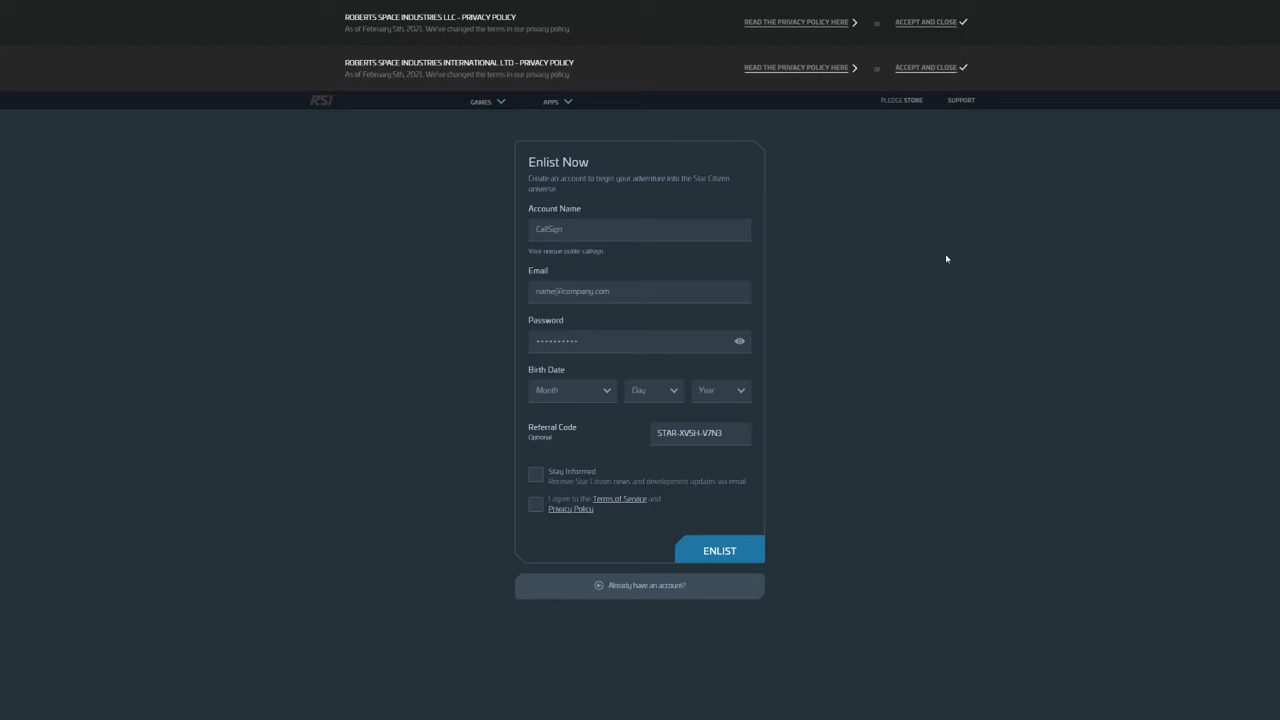 ROBERTS SPACE INDUSTRIES LLC - PRIVACY POLICY
As of February 5th, 2021. We've changed the terms in our privacy policy
READ THE PRIVACY POLICY HERE or ACCEPT AND CLOSE
ROBERTS SPACE INDUSTRIES INTERNATIONAL LTD - PRIVACY POLICY
As of February 5th, 2021. We've changed the terms in our privacy policy
READ THE PRIVACY POLICY HERE or ACCEPT AND CLOSE
RSI GAMES APPS PLEDGE STORE SUPPORT
Enlist Now
Create an account to begin your adventure into the Star Citizen
universe
Account Name
CallSign
Your unique public callsign
Email
name@company.com
Password
Birth Date
Month Day Year
Referral Code
Optional
STAR-XV5H-V7N3
Stay Informed
Receive Star Citizen news and development updates via email
I agree to the Terms of Service and
Privacy Policy
ENLIST
Already have an account?